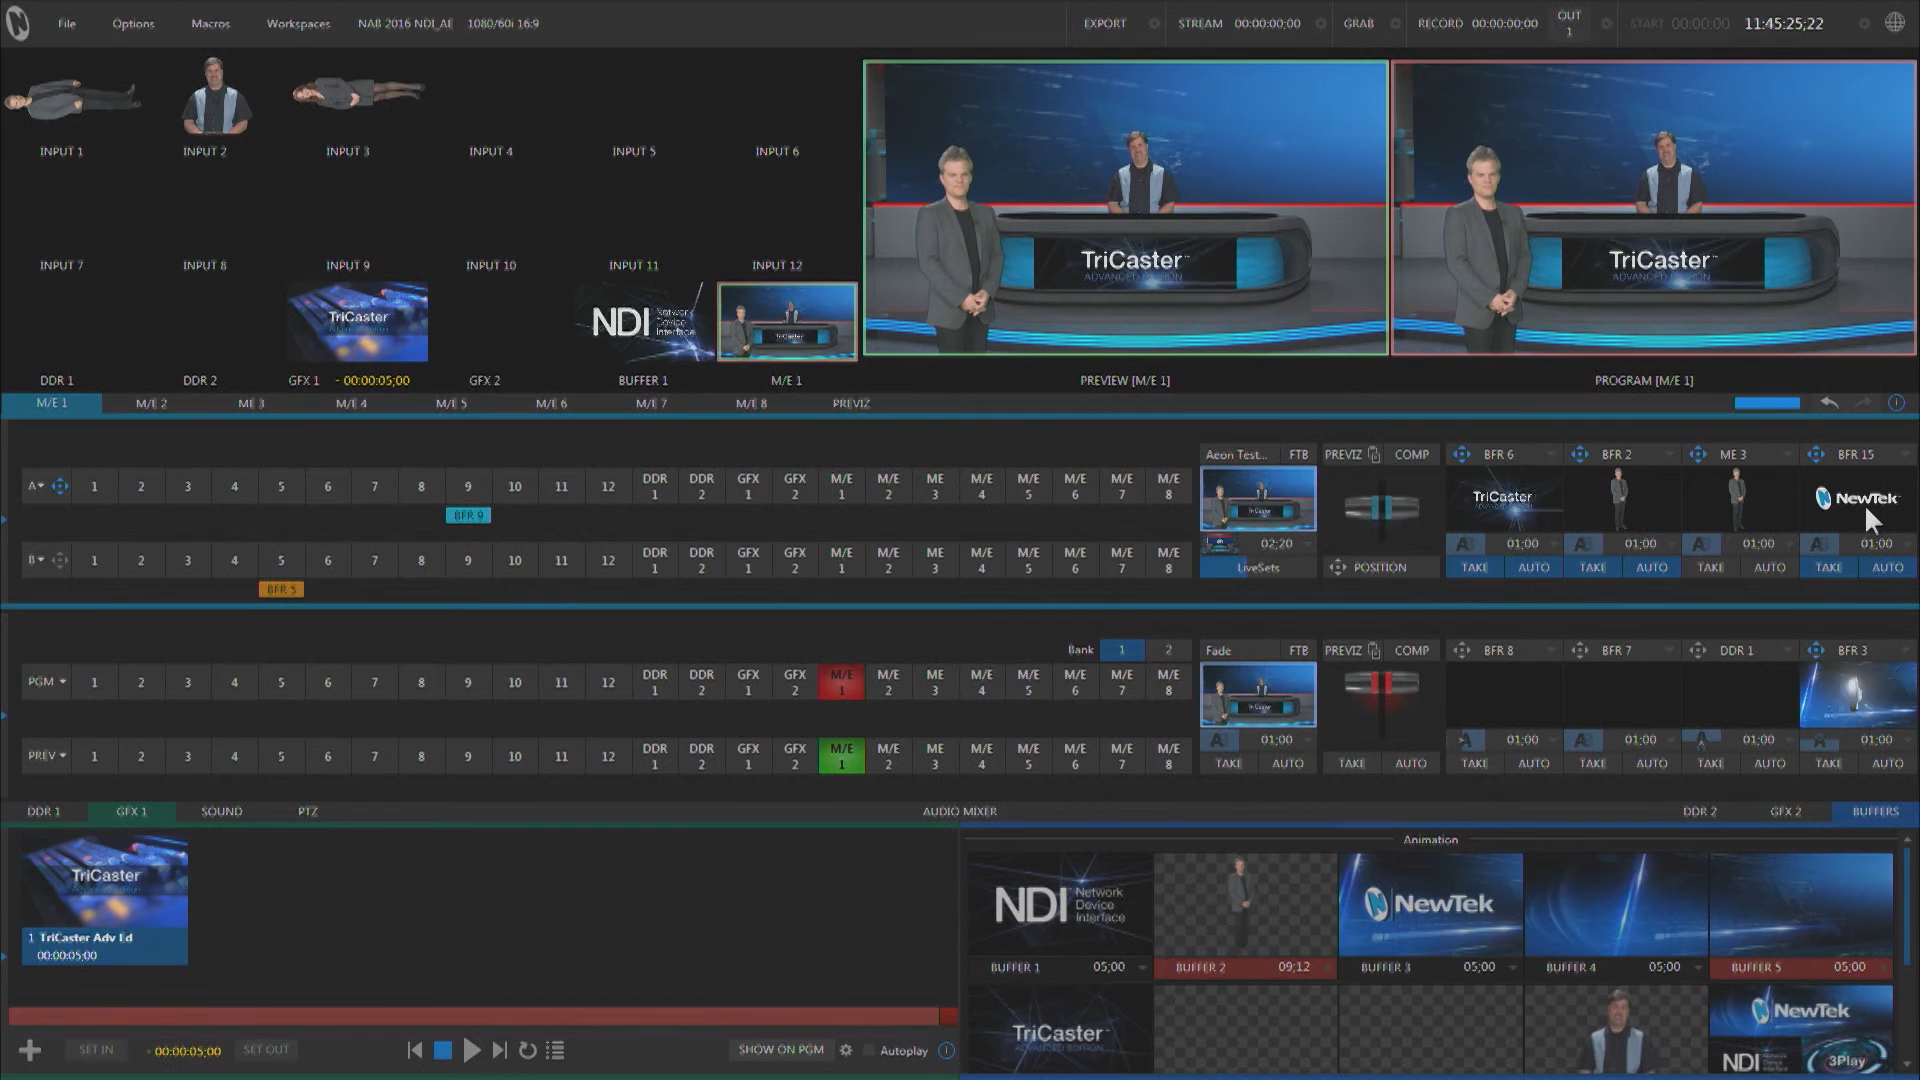 File Options Macros Workspaces NAB 2016 NDI_AE 1080/60i 16:9 EXPORT STREAM 00:00:00;00 GRAB RECORD 00:00:00;00 OUT 1 START 00:00:00 11:45:25;22
INPUT 1 INPUT 2 INPUT 3 INPUT 4 INPUT 5 INPUT 6
INPUT 7 INPUT 8 INPUT 9 INPUT 10 INPUT 11 INPUT 12
TriCaster
ADVANCED EDITION
TriCaster
ADVANCED EDITION
TriCaster
NDI Network Device Interface
TriCaster
DDR 1 DDR 2 GFX 1 - 00:00:05;00 GFX 2 BUFFER 1 M/E 1 PREVIEW [M/E 1] PROGRAM [M/E 1]
M/E 1 M/E 2 ME 3 M/E 4 M/E 5 M/E 6 M/E 7 M/E 8 PREVIZ
Aeon Test... FTB PREVIZ COMP BFR 6 BFR 2 ME 3 BFR 15
A 1 2 3 4 5 6 7 8 9 10 11 12 DDR 1 DDR 2 GFX 1 GFX 2 M/E 1 M/E 2 ME 3 M/E 4 M/E 5 M/E 6 M/E 7 M/E 8
TriCaster
NewTek
BFR 9
02;20 AB 01;00 AB 01;00 AB 01;00 AB 01;00
B 1 2 3 4 5 6 7 8 9 10 11 12 DDR 1 DDR 2 GFX 1 GFX 2 M/E 1 M/E 2 ME 3 M/E 4 M/E 5 M/E 6 M/E 7 M/E 8
LiveSets POSITION TAKE AUTO TAKE AUTO TAKE AUTO TAKE AUTO
BFR 5
Bank 1 2 Fade FTB PREVIZ COMP BFR 8 BFR 7 DDR 1 BFR 3
PGM 1 2 3 4 5 6 7 8 9 10 11 12 DDR 1 DDR 2 GFX 1 GFX 2 M/E 1 M/E 2 ME 3 M/E 4 M/E 5 M/E 6 M/E 7 M/E 8
TriCaster
AB 01;00 A 01;00 AB 01;00 A 01;00 A 01;00
PREV 1 2 3 4 5 6 7 8 9 10 11 12 DDR 1 DDR 2 GFX 1 GFX 2 M/E 1 M/E 2 ME 3 M/E 4 M/E 5 M/E 6 M/E 7 M/E 8
TAKE AUTO TAKE AUTO TAKE AUTO TAKE AUTO TAKE AUTO TAKE AUTO
DDR 1 GFX 1 SOUND PTZ AUDIO MIXER DDR 2 GFX 2 BUFFERS
Animation
TriCaster
1 TriCaster Adv Ed
00:00:05;00
NDI Network Device Interface
NewTek
BUFFER 1 05;00 BUFFER 2 09;12 BUFFER 3 05;00 BUFFER 4 05;00 BUFFER 5 05;00
TriCaster
ADVANCED EDITION
NewTek
NDI 3Play
SET IN - 00:00:05;00 SET OUT SHOW ON PGM Autoplay